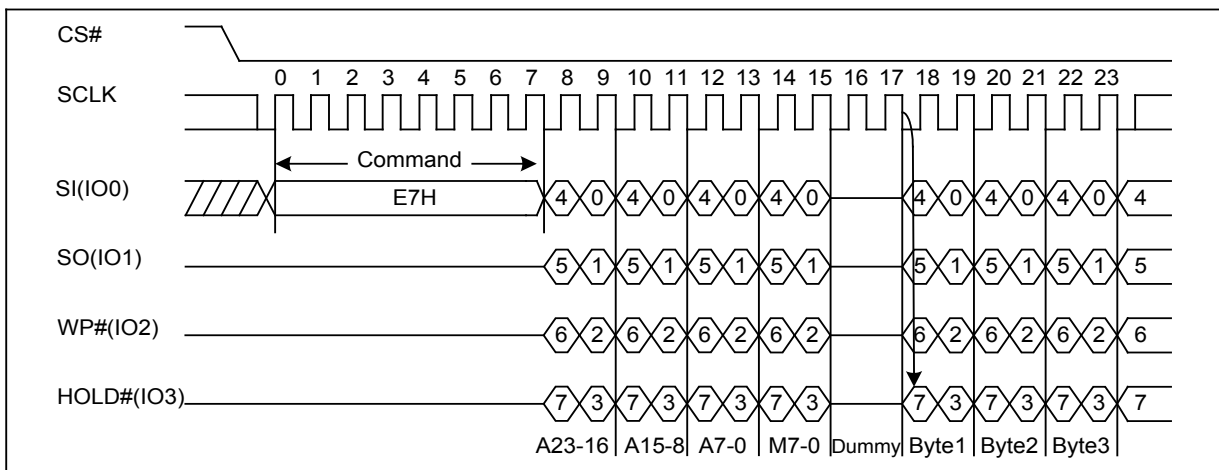 CS#
0 1 2 3 4 5 6 7 8 9 10 11 12 13 14 15 16 17 18 19 20 21 22 23
SCLK
Command
SI(IO0) E7H 4 0 4 0 4 0 4 0 4 0 4 0 4 0 4
SO(IO1) 5 1 5 1 5 1 5 1 5 1 5 1 5 1 5
WP#(IO2) 6 2 6 2 6 2 6 2 6 2 6 2 6 2 6
HOLD#(IO3) 7 3 7 3 7 3 7 3 7 3 7 3 7 3 7
A23-16 A15-8 A7-0 M7-0 Dummy Byte1 Byte2 Byte3